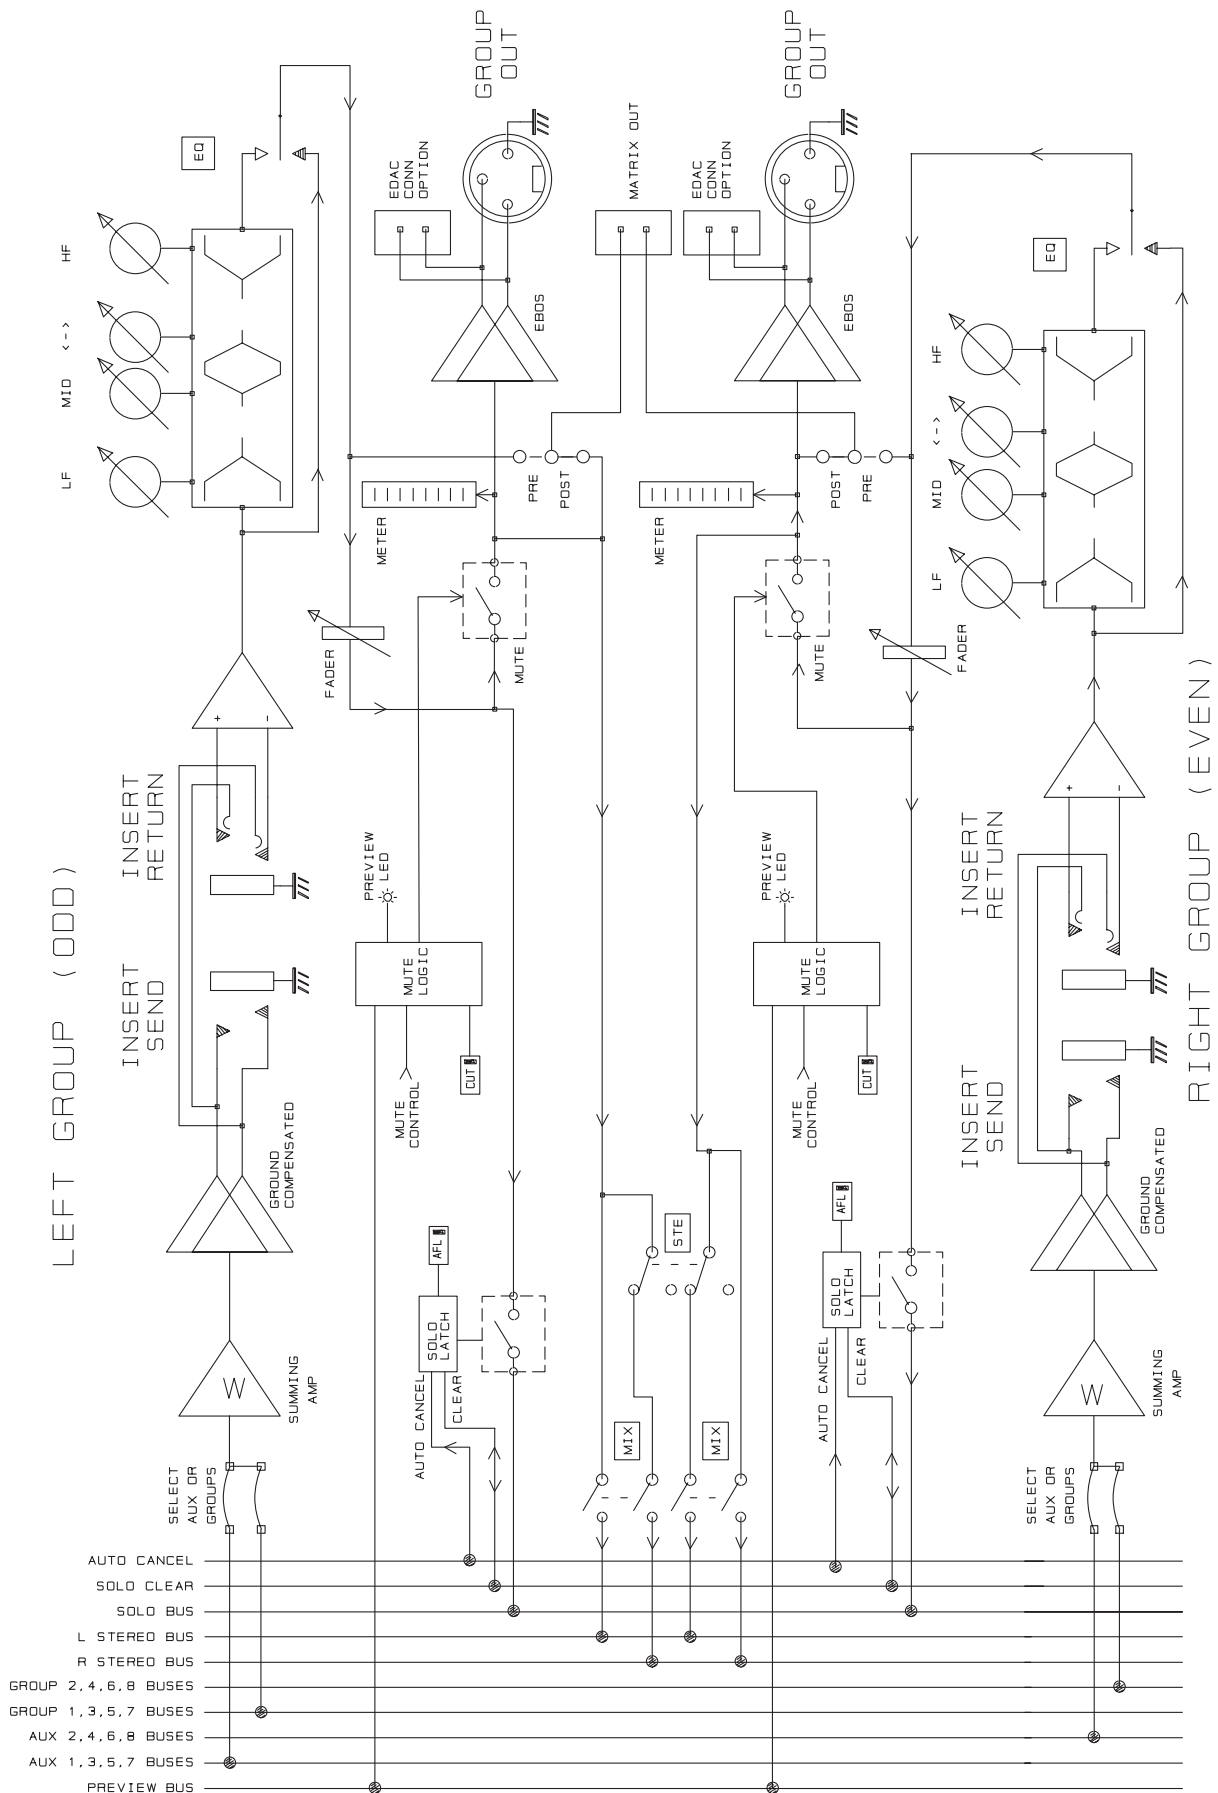 GROUP
OUT
GROUP
OUT
MATRIX OUT
EQ
EDAC
CONN
OPTION
EDAC
CONN
OPTION
HF
<->
MID
LF
EBOS
EBOS
EQ
HF
<->
MID
LF
PRE
POST
POST
PRE
METER
METER
MUTE
MUTE
FADER
FADER
+
-
+
-
LEFT GROUP (ODD)
RIGHT GROUP (EVEN)
INSERT
RETURN
INSERT
RETURN
PREVIEW
LED
PREVIEW
LED
MUTE
LOGIC
MUTE
LOGIC
INSERT
SEND
INSERT
SEND
CUT
CUT
MUTE
CONTROL
MUTE
CONTROL
GROUND
COMPENSATED
GROUND
COMPENSATED
AFL
AFL
STE
SOLO
LATCH
SOLO
LATCH
AUTO CANCEL
CLEAR
AUTO CANCEL
CLEAR
W
SUMMING
AMP
W
SUMMING
AMP
MIX
MIX
SELECT
AUX OR
GROUPS
SELECT
AUX OR
GROUPS
AUTO CANCEL
SOLO CLEAR
SOLO BUS
L STEREO BUS
R STEREO BUS
GROUP 2,4,6,8 BUSES
GROUP 1,3,5,7 BUSES
AUX 2,4,6,8 BUSES
AUX 1,3,5,7 BUSES
PREVIEW BUS